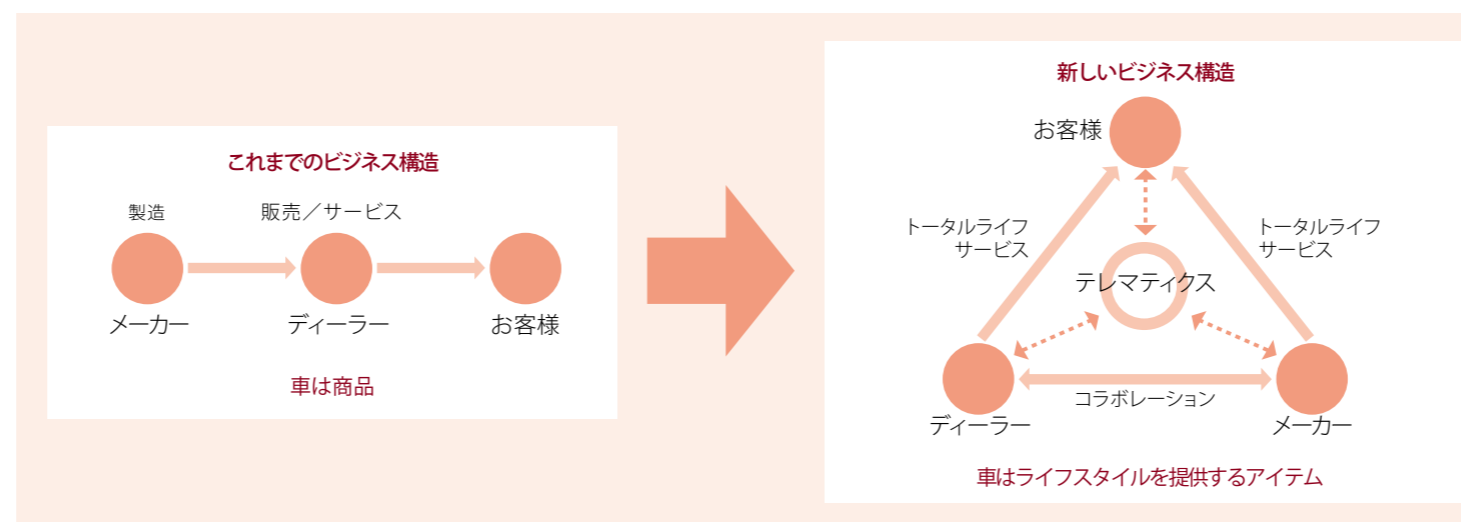 これまでのビジネス構造
製造
販売／サービス
メーカー
ディーラー
お客様
車は商品
新しいビジネス構造
お客様
トータルライフ
サービス
トータルライフ
サービス
テレマティクス
コラボレーション
ディーラー
メーカー
車はライフスタイルを提供するアイテム